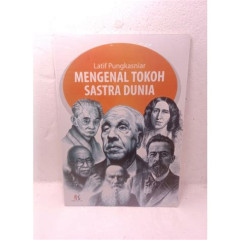 Latif Pungkasniar
MENGENAL TOKOH
SASTRA DUNIA